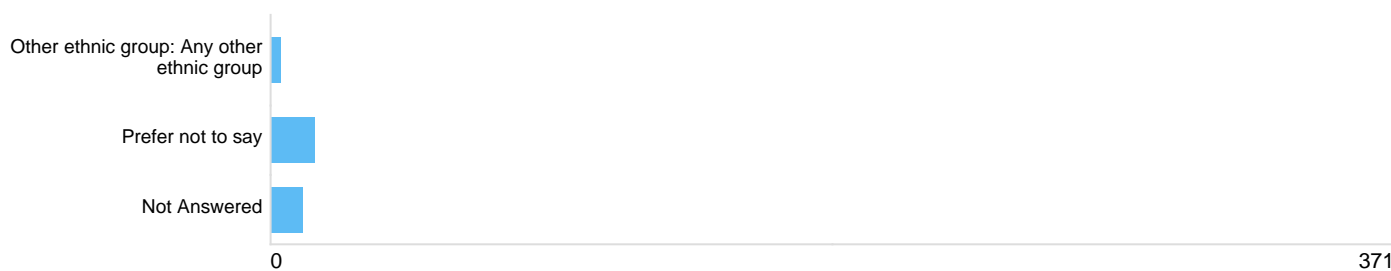 Other ethnic group: Any other
ethnic group
Prefer not to say
Not Answered
0
371